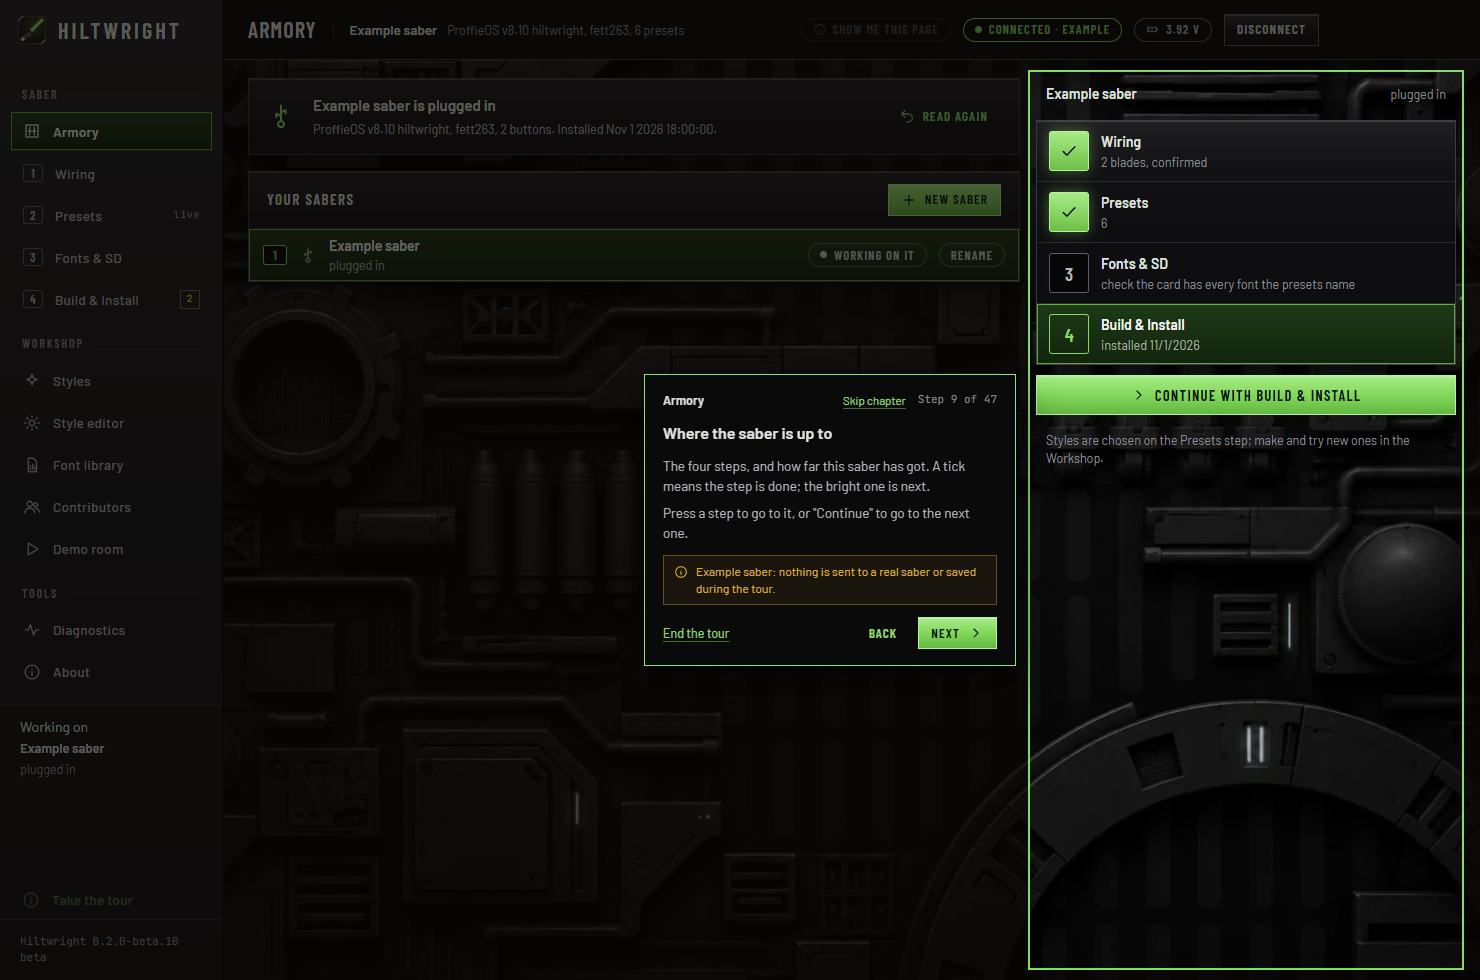 HILTWRIGHT
SABER
Armory
1 Wiring
2 Presets live
3 Fonts & SD
4 Build & Install 2
WORKSHOP
Styles
Style editor
Font library
Contributors
Demo room
TOOLS
Diagnostics
About
Working on
Example saber
plugged in
Take the tour
Hiltwright 0.2.0-beta.10
beta
ARMORY
Example saber ProffieOS v8.10 hiltwright, fett263, 6 presets
SHOW ME THIS PAGE
CONNECTED · EXAMPLE
3.92 V
DISCONNECT
Example saber is plugged in
ProffieOS v8.10 hiltwright, fett263, 2 buttons. Installed Nov 1 2026 18:00:00.
READ AGAIN
YOUR SABERS
NEW SABER
1
Example saber
plugged in
WORKING ON IT
RENAME
Armory
Skip chapter
Step 9 of 47
Where the saber is up to
The four steps, and how far this saber has got. A tick
means the step is done; the bright one is next.
Press a step to go to it, or "Continue" to go to the next
one.
Example saber: nothing is sent to a real saber or saved
during the tour.
End the tour
BACK
NEXT
Example saber
plugged in
Wiring
2 blades, confirmed
Presets
6
3
Fonts & SD
check the card has every font the presets name
4
Build & Install
installed 11/1/2026
CONTINUE WITH BUILD & INSTALL
Styles are chosen on the Presets step; make and try new ones in the
Workshop.